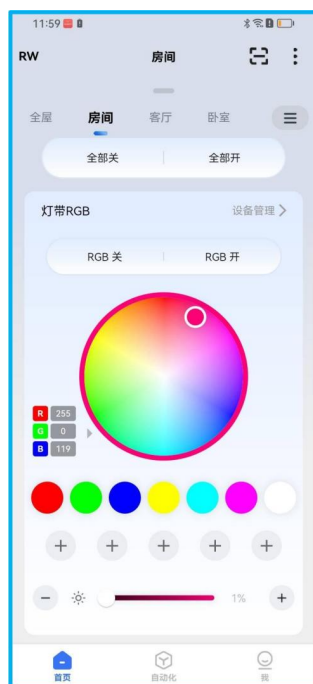 11:59
RW 房间
全屋 房间 客厅 卧室
全部关 全部开
灯带RGB 设备管理
RGB 关 RGB 开
R 255
G 0
B 119
1%
首页 自动化 我